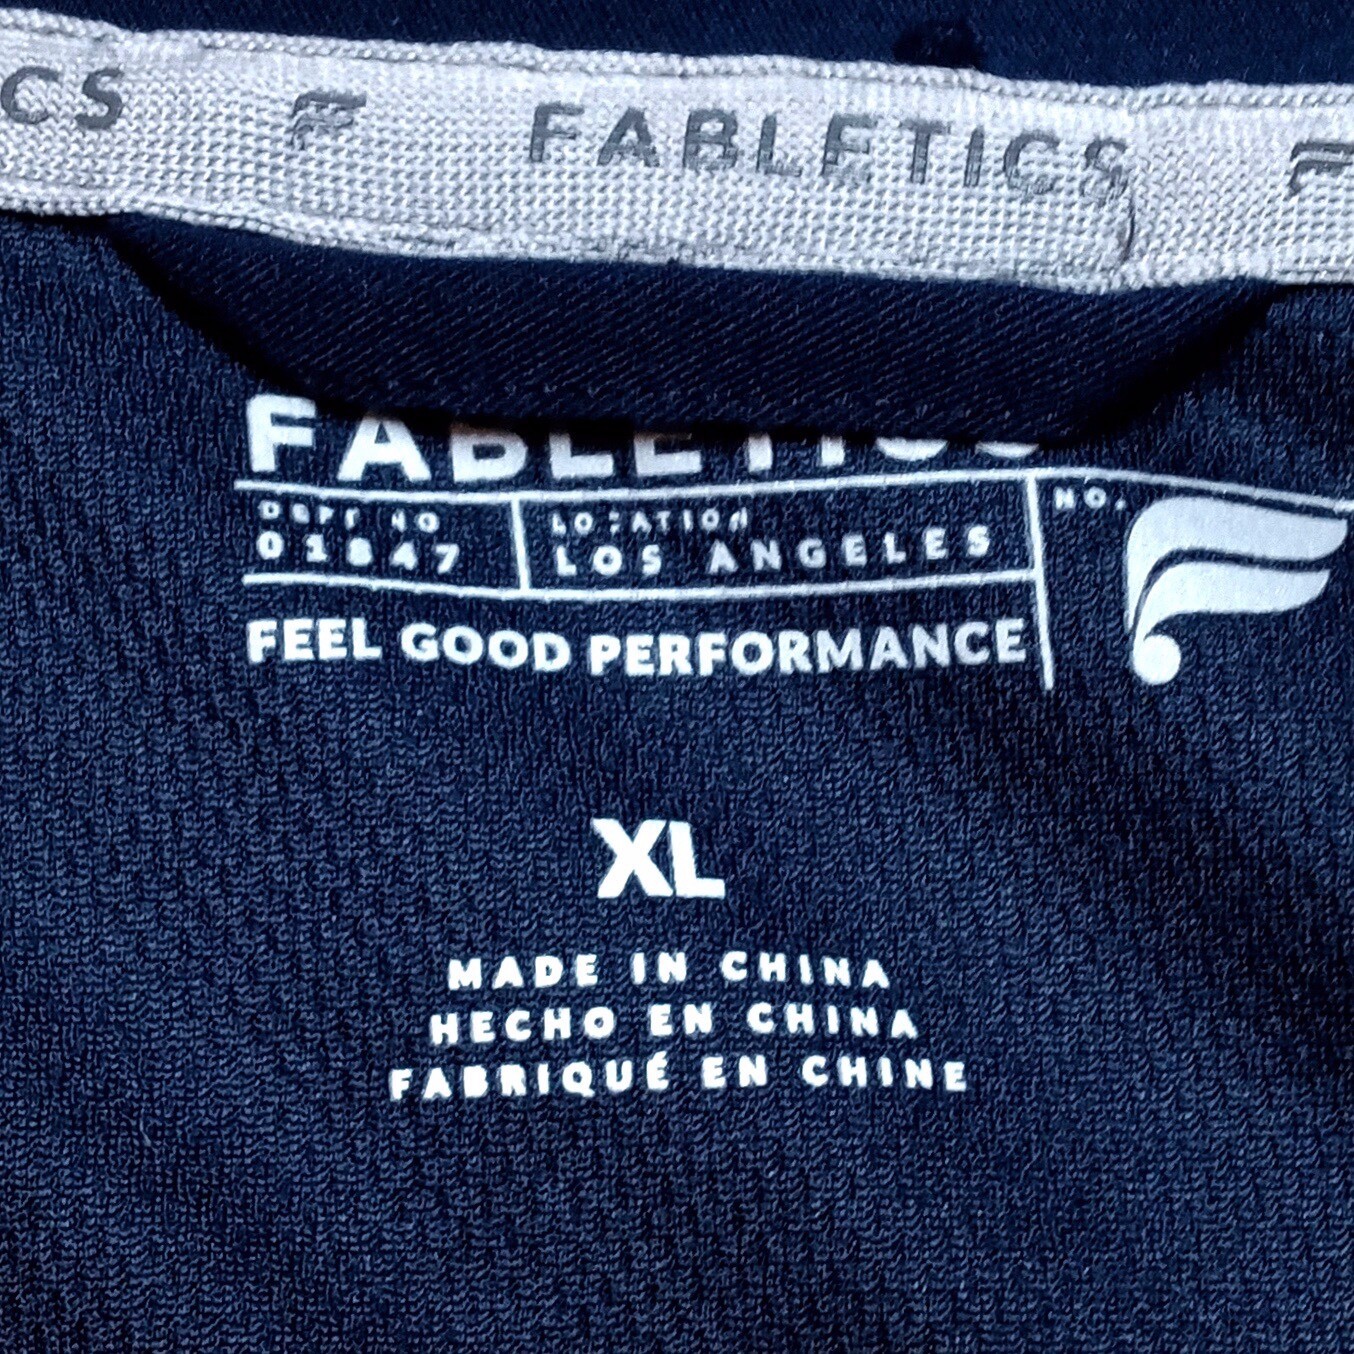 CS FABLETICS
FABLETICS
DEPT NO
01847
LOCATION
LOS ANGELES
NO.
FEEL GOOD PERFORMANCE
XL
MADE IN CHINA
HECHO EN CHINA
FABRIQUÉ EN CHINE